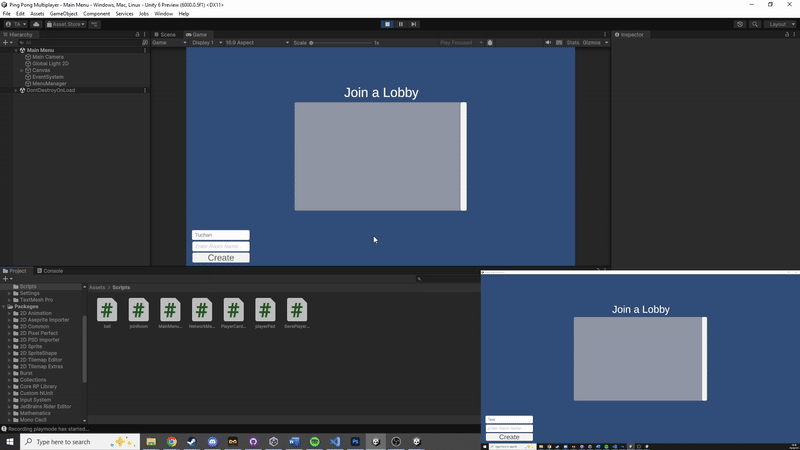 Ping Pong Multiplayer - Main Menu - Windows, Mac, Linux - Unity 6 Preview (6000.0.5f1) <DX11>
File Edit Assets GameObject Component Services Jobs Window Help
TA Asset Store Layout
Hierarchy Scene Game Inspector
All Game Display 1 16:9 Aspect Scale 1x Play Focused Stats Gizmos
Main Menu
Main Camera
Global Light 2D
Canvas
EventSystem
MenuManager
DontDestroyOnLoad
Join a Lobby
Tuchan
Enter Room Name...
Create
Project Console
Scripts
Settings
TextMesh Pro
Packages
2D Animation
2D Aseprite Importer
2D Common
2D Pixel Perfect
2D PSD Importer
2D Sprite
2D SpriteShape
2D Tilemap Editor
2D Tilemap Extras
Burst
Collections
Core RP Library
Custom NUnit
Input System
JetBrains Rider Editor
Mathematics
Mono Cecil
Assets > Scripts
ball joinRoom MainMenu... NetworkMa... PlayerCard... playerPad SavePlayer...
Join a Lobby
Create
Recording playmode has started...
Type here to search